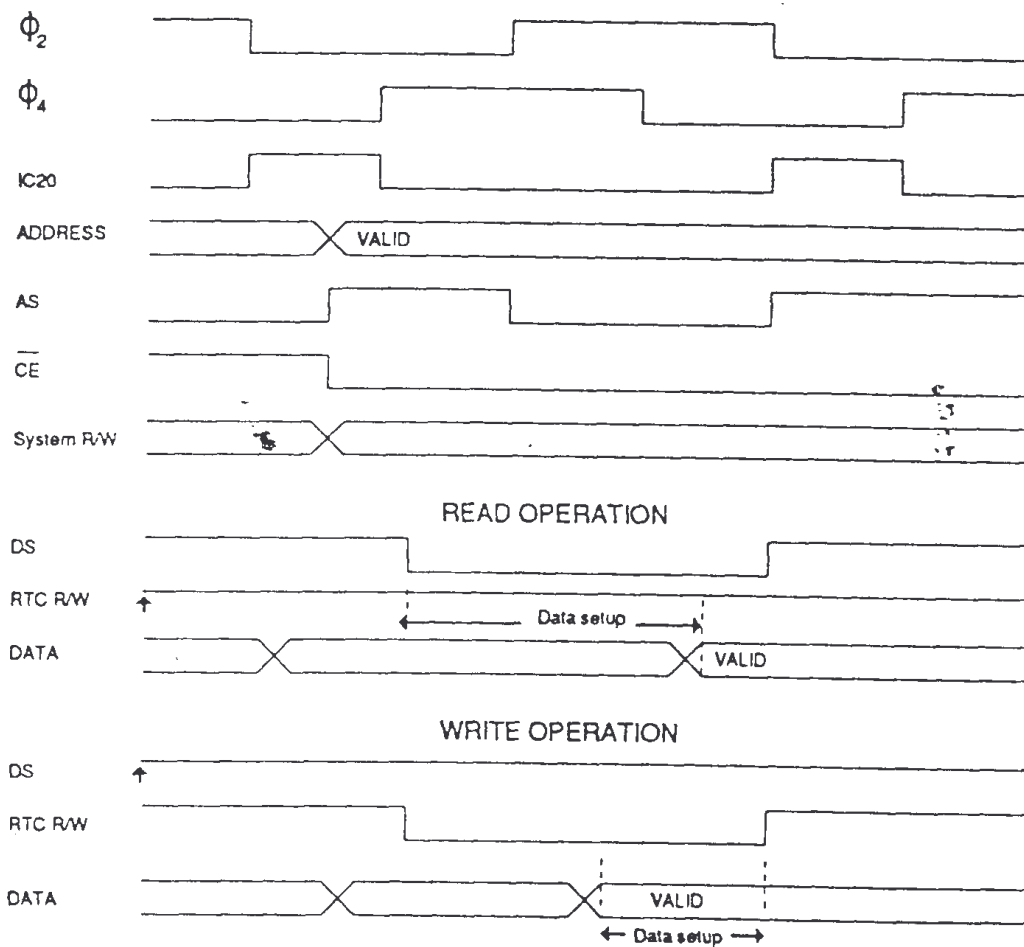 ϕ2
ϕ4
IC20
ADDRESS VALID
AS
CE
System R/W
READ OPERATION
DS
RTC R/W
Data setup
DATA VALID
WRITE OPERATION
DS
RTC R/W
DATA VALID
Data setup